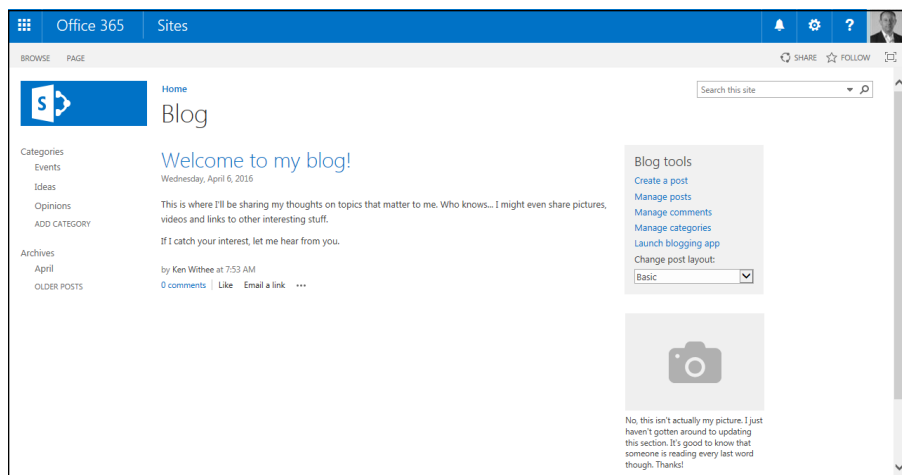 Office 365
Sites
?
BROWSE
PAGE
SHARE
FOLLOW
S
Home
Blog
Search this site
Categories
Events
Ideas
Opinions
ADD CATEGORY
Archives
April
OLDER POSTS
Welcome to my blog!
Wednesday, April 6, 2016
This is where I'll be sharing my thoughts on topics that matter to me. Who knows... I might even share pictures,
videos and links to other interesting stuff.
If I catch your interest, let me hear from you.
by Ken Withee at 7:53 AM
0 comments
Like
Email a link
•••
Blog tools
Create a post
Manage posts
Manage comments
Manage categories
Launch blogging app
Change post layout:
Basic
No, this isn't actually my picture. I just
haven't gotten around to updating
this section. It's good to know that
someone is reading every last word
though. Thanks!